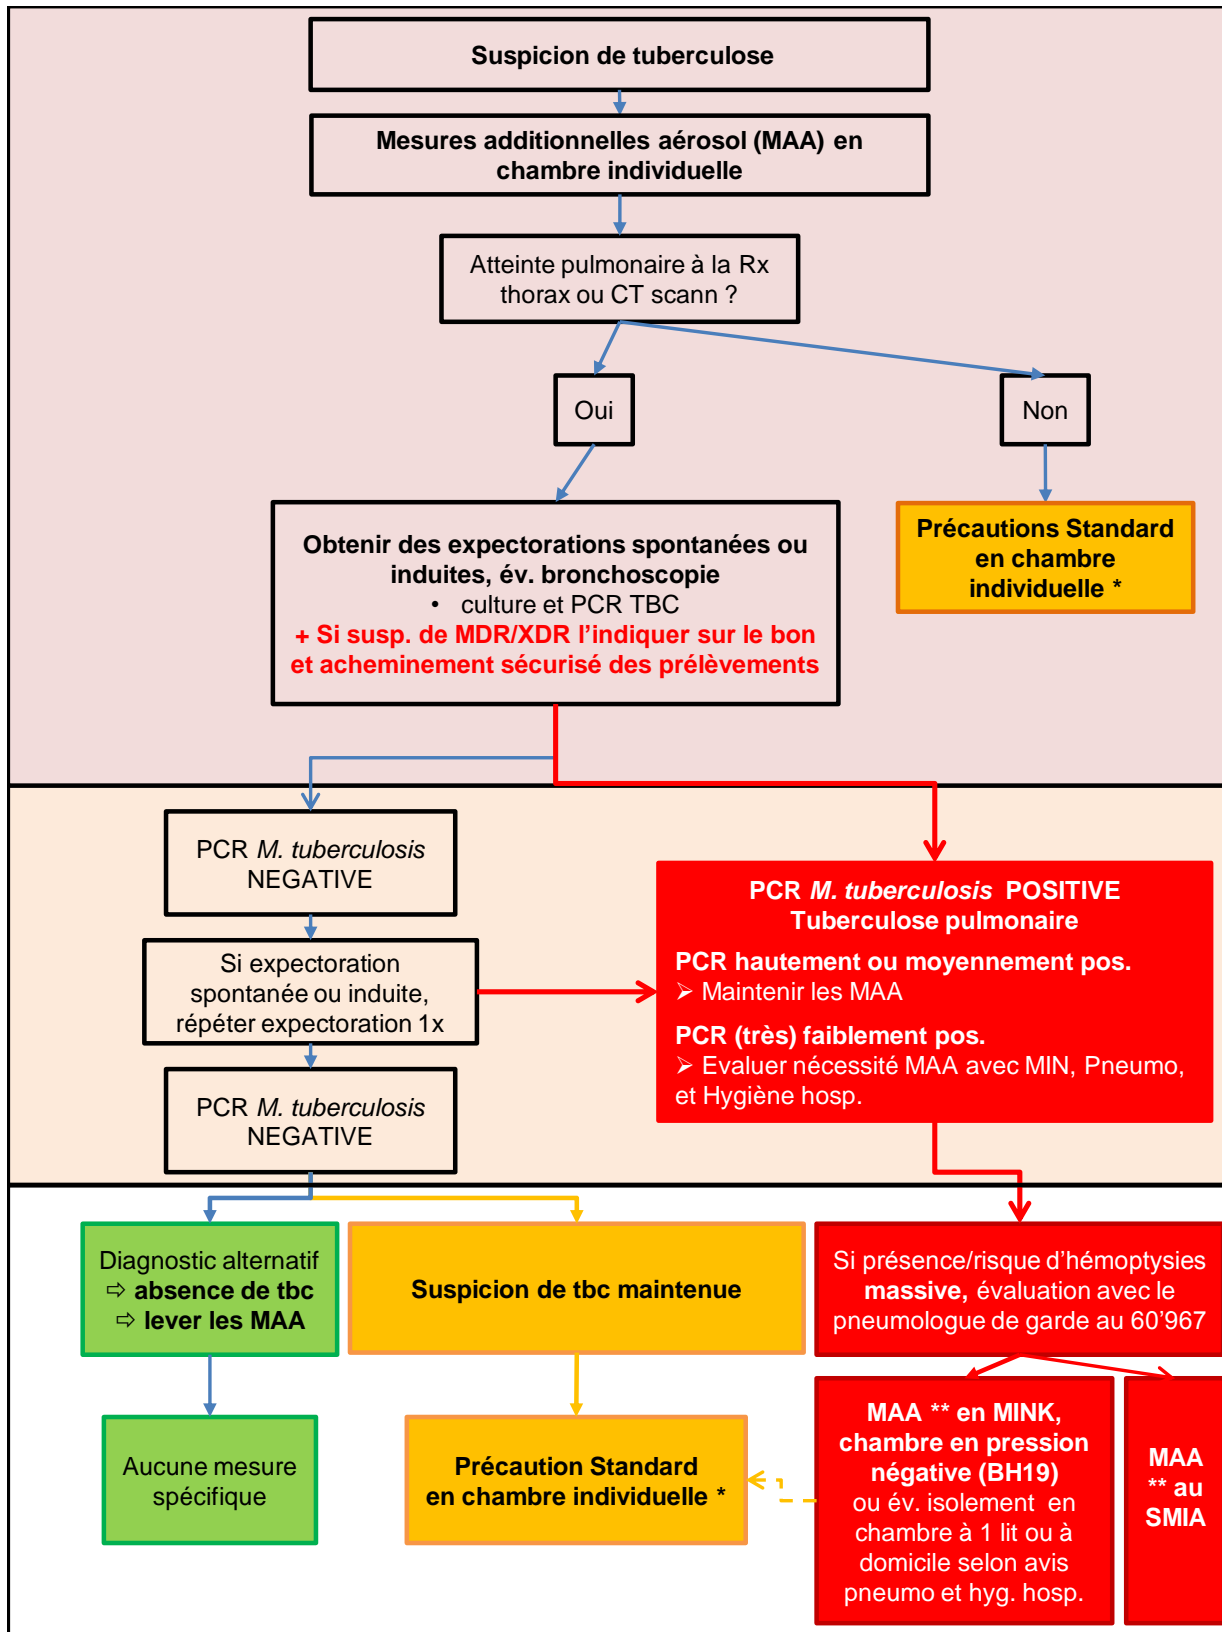 Suspicion de tuberculose
Mesures additionnelles aérosol (MAA) en
chambre individuelle
Atteinte pulmonaire à la Rx
thorax ou CT scann ?
Oui
Non
Obtenir des expectorations spontanées ou
induites, év. bronchoscopie
• culture et PCR TBC
+ Si susp. de MDR/XDR l’indiquer sur le bon
et acheminement sécurisé des prélèvements
Précautions Standard
en chambre
individuelle *
PCR M. tuberculosis
NEGATIVE
Si expectoration
spontanée ou induite,
répéter expectoration 1x
PCR M. tuberculosis
NEGATIVE
PCR M. tuberculosis POSITIVE
Tuberculose pulmonaire
PCR hautement ou moyennement pos.
➢ Maintenir les MAA
PCR (très) faiblement pos.
➢ Evaluer nécessité MAA avec MIN, Pneumo,
et Hygiène hosp.
Diagnostic alternatif
⇨ absence de tbc
⇨ lever les MAA
Suspicion de tbc maintenue
Si présence/risque d’hémoptysies
massive, évaluation avec le
pneumologue de garde au 60’967
Aucune mesure
spécifique
Précaution Standard
en chambre individuelle *
MAA ** en MINK,
chambre en pression
négative (BH19)
ou év. isolement en
chambre à 1 lit ou à
domicile selon avis
pneumo et hyg. hosp.
MAA
** au
SMIA